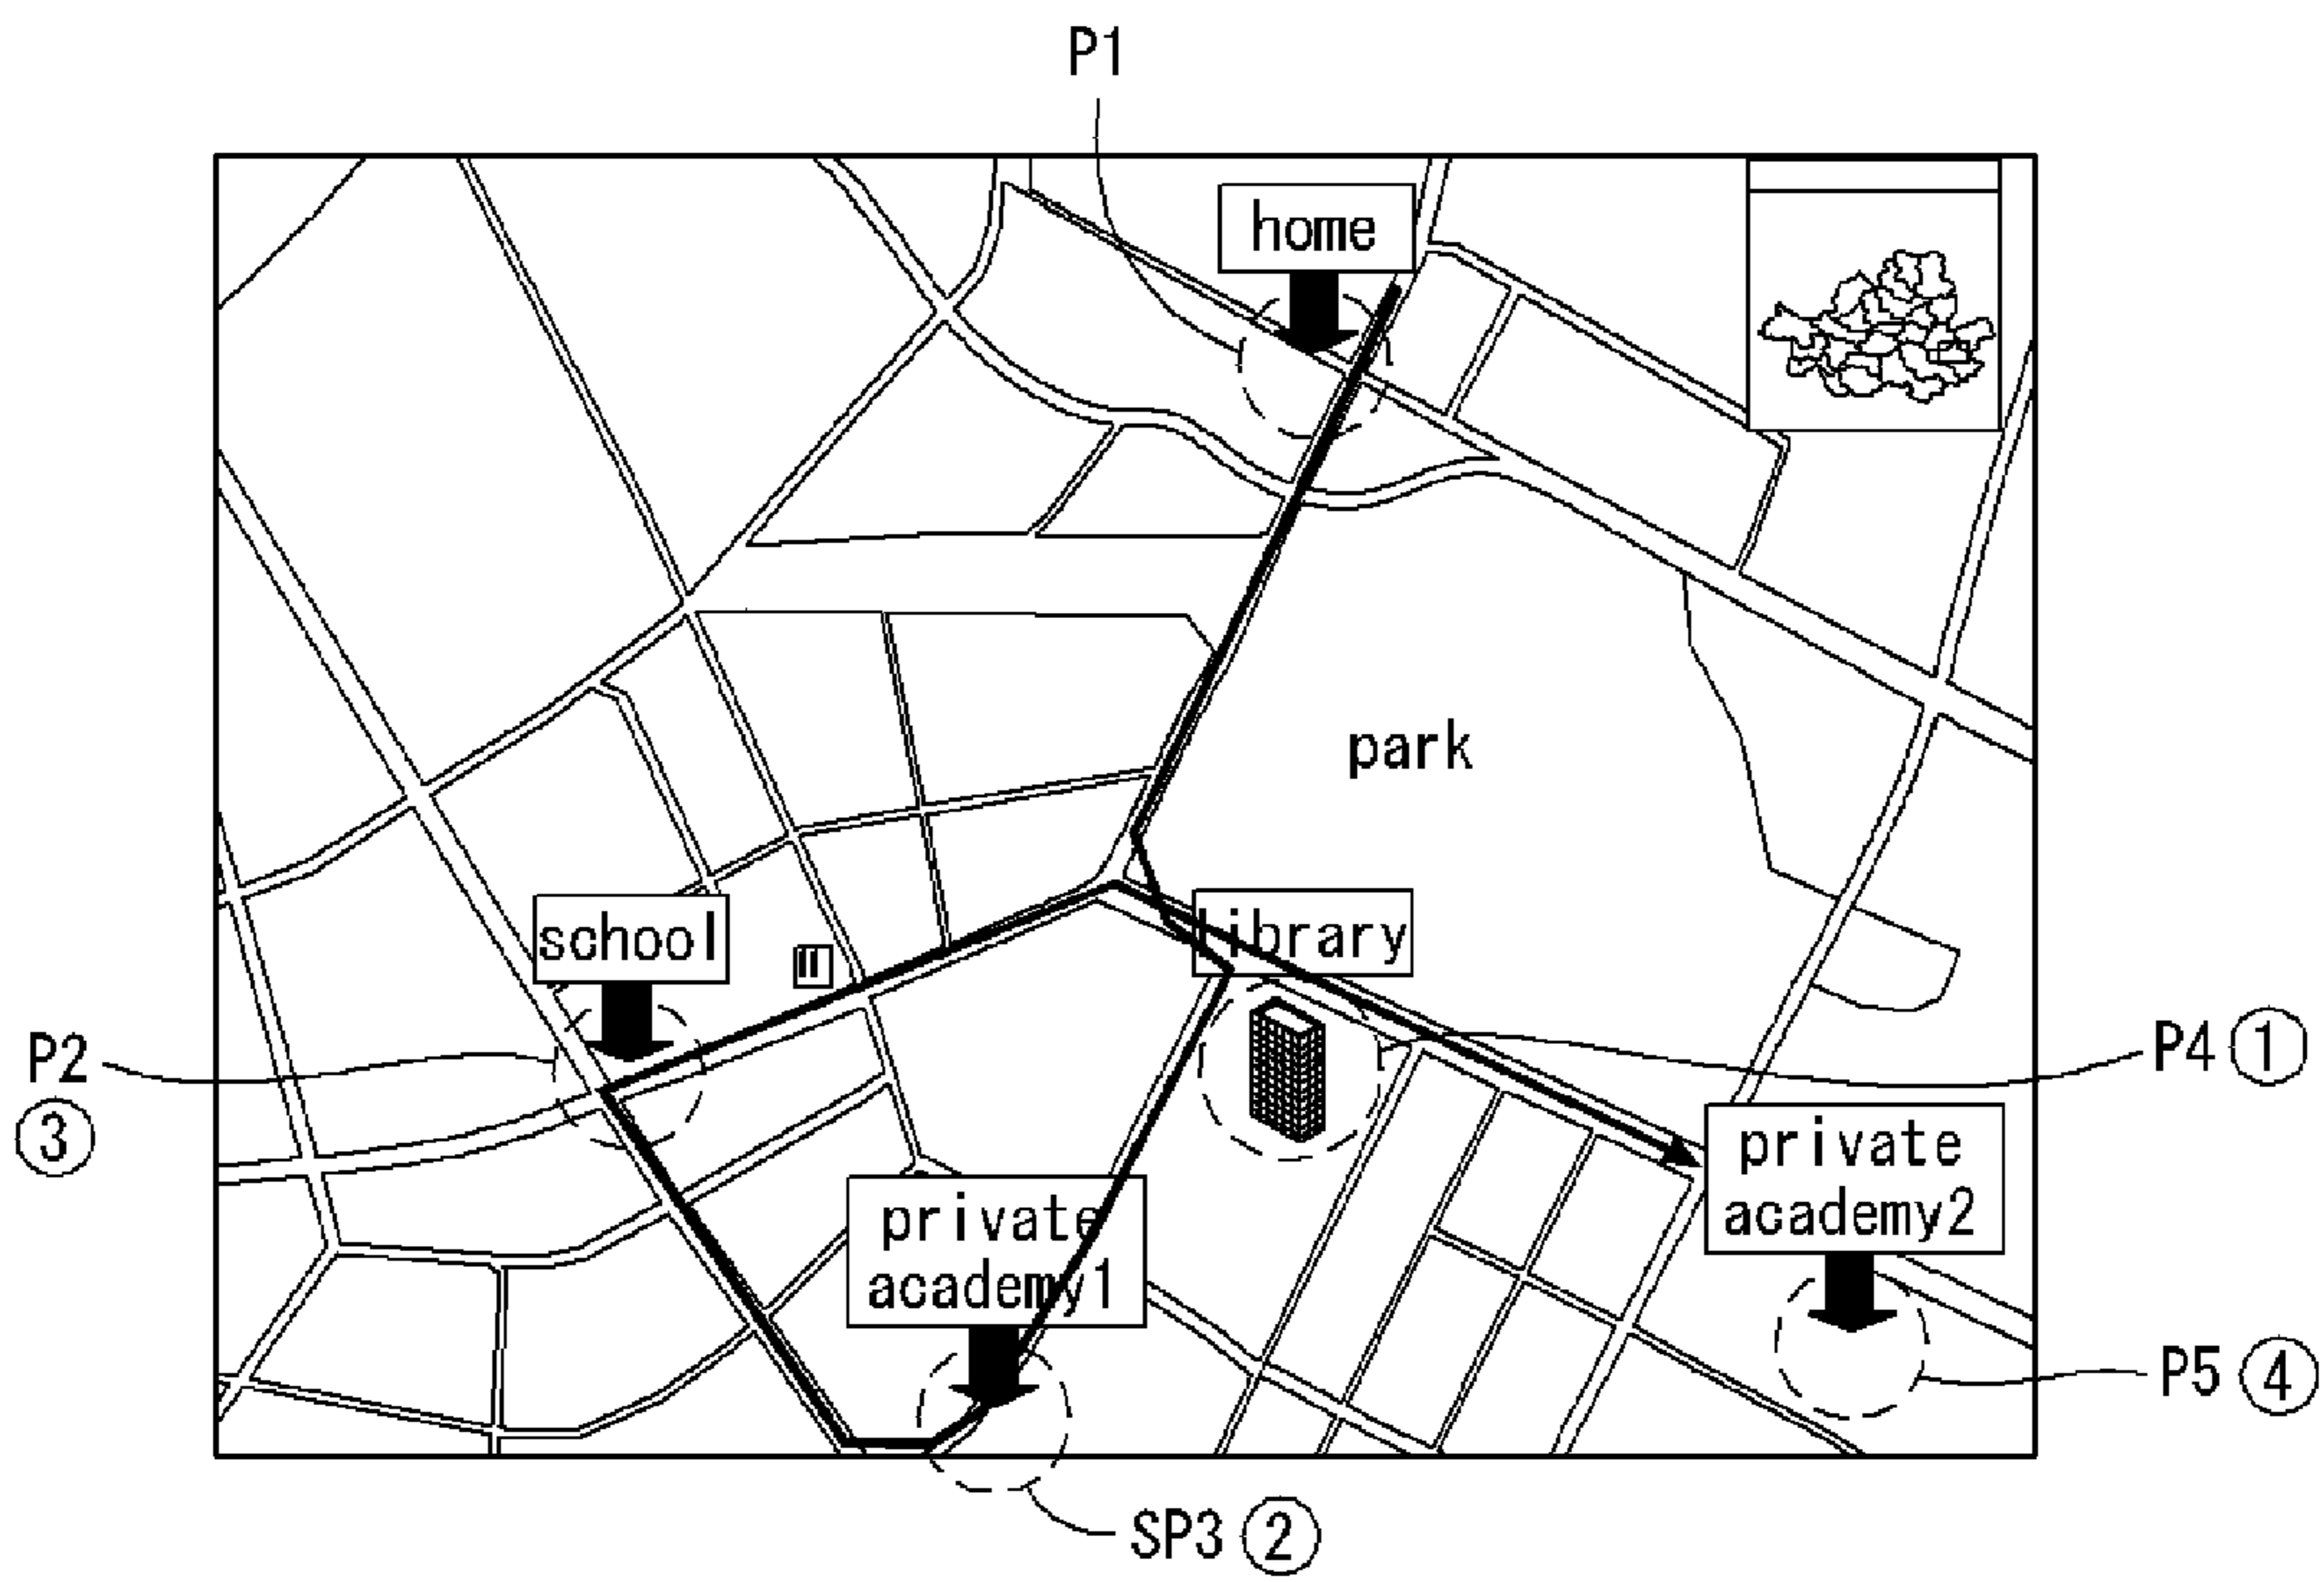 P1
home
park
school
library
P2
③
P4 ①
private
academy2
private
academy1
P5 ④
SP3 ②